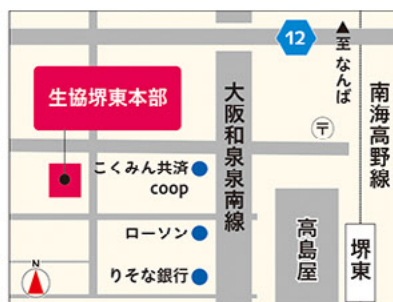 12
▲至 なんば
生協堺東本部
大阪和泉泉南線
南海高野線
〒
こくみん共済
coop
ローソン
高島屋
堺東
りそな銀行
N